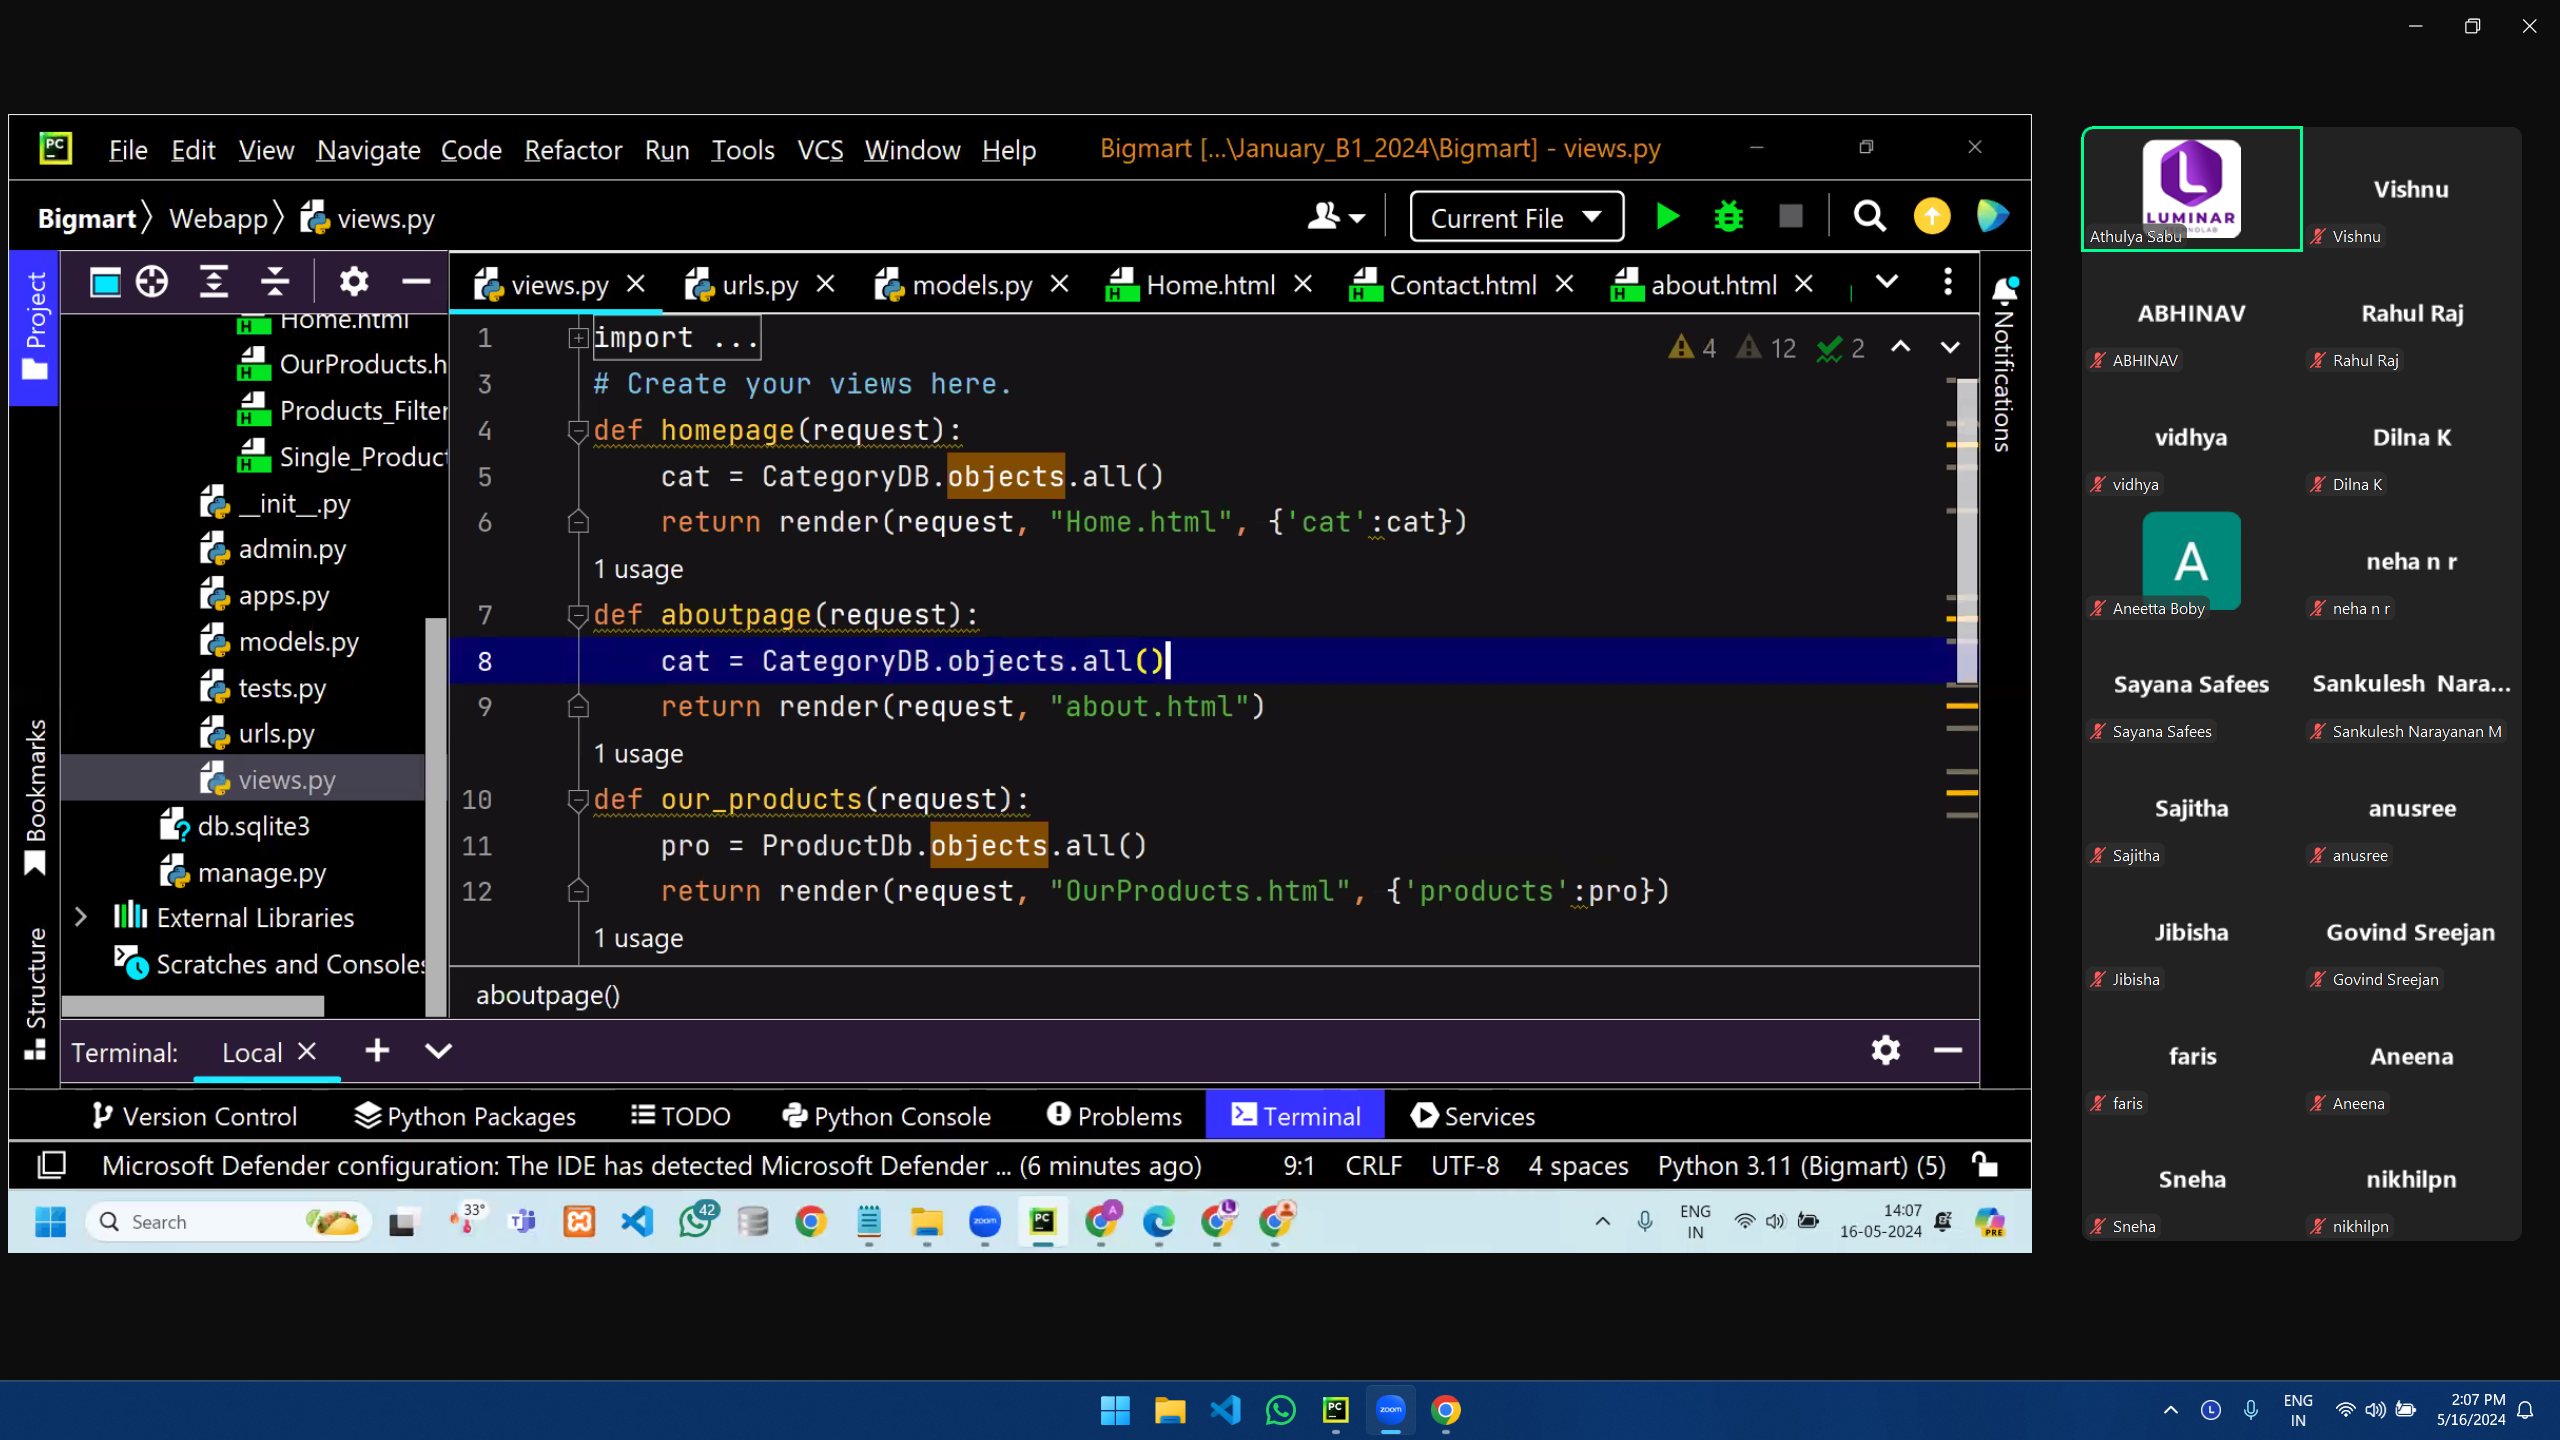 File Edit View Navigate Code Refactor Run Tools VCS Window Help
Bigmart [...\January_B1_2024\Bigmart] - views.py
Bigmart
Webapp
views.py
Current File
Project
Bookmarks
Structure
Home.html
OurProducts.h
Products_Filter
Single_Product
__init__.py
admin.py
apps.py
models.py
tests.py
urls.py
views.py
db.sqlite3
manage.py
External Libraries
Scratches and Consoles
views.py
urls.py
models.py
Home.html
Contact.html
about.html
4 12 2
Notifications
1 import ...
3 # Create your views here.
4 def homepage(request):
5 cat = CategoryDB.objects.all()
6 return render(request, "Home.html", {'cat':cat})
1 usage
7 def aboutpage(request):
8 cat = CategoryDB.objects.all()
9 return render(request, "about.html")
1 usage
10 def our_products(request):
11 pro = ProductDb.objects.all()
12 return render(request, "OurProducts.html", {'products':pro})
1 usage
aboutpage()
Terminal: Local
Version Control Python Packages TODO Python Console Problems Terminal Services
Microsoft Defender configuration: The IDE has detected Microsoft Defender ... (6 minutes ago) 9:1 CRLF UTF-8 4 spaces Python 3.11 (Bigmart) (5)
Search
33°
42
zoom
PC
A
PRE
ENG
IN
14:07
16-05-2024
LUMINAR
Athulya Sabu
Vishnu
Vishnu
ABHINAV
ABHINAV
Rahul Raj
Rahul Raj
vidhya
vidhya
Dilna K
Dilna K
A
Aneetta Boby
neha n r
neha n r
Sayana Safees
Sayana Safees
Sankulesh Nara...
Sankulesh Narayanan M
Sajitha
Sajitha
anusree
anusree
Jibisha
Jibisha
Govind Sreejan
Govind Sreejan
faris
faris
Aneena
Aneena
Sneha
Sneha
nikhilpn
nikhilpn
PC
zoom
ENG
IN
2:07 PM
5/16/2024